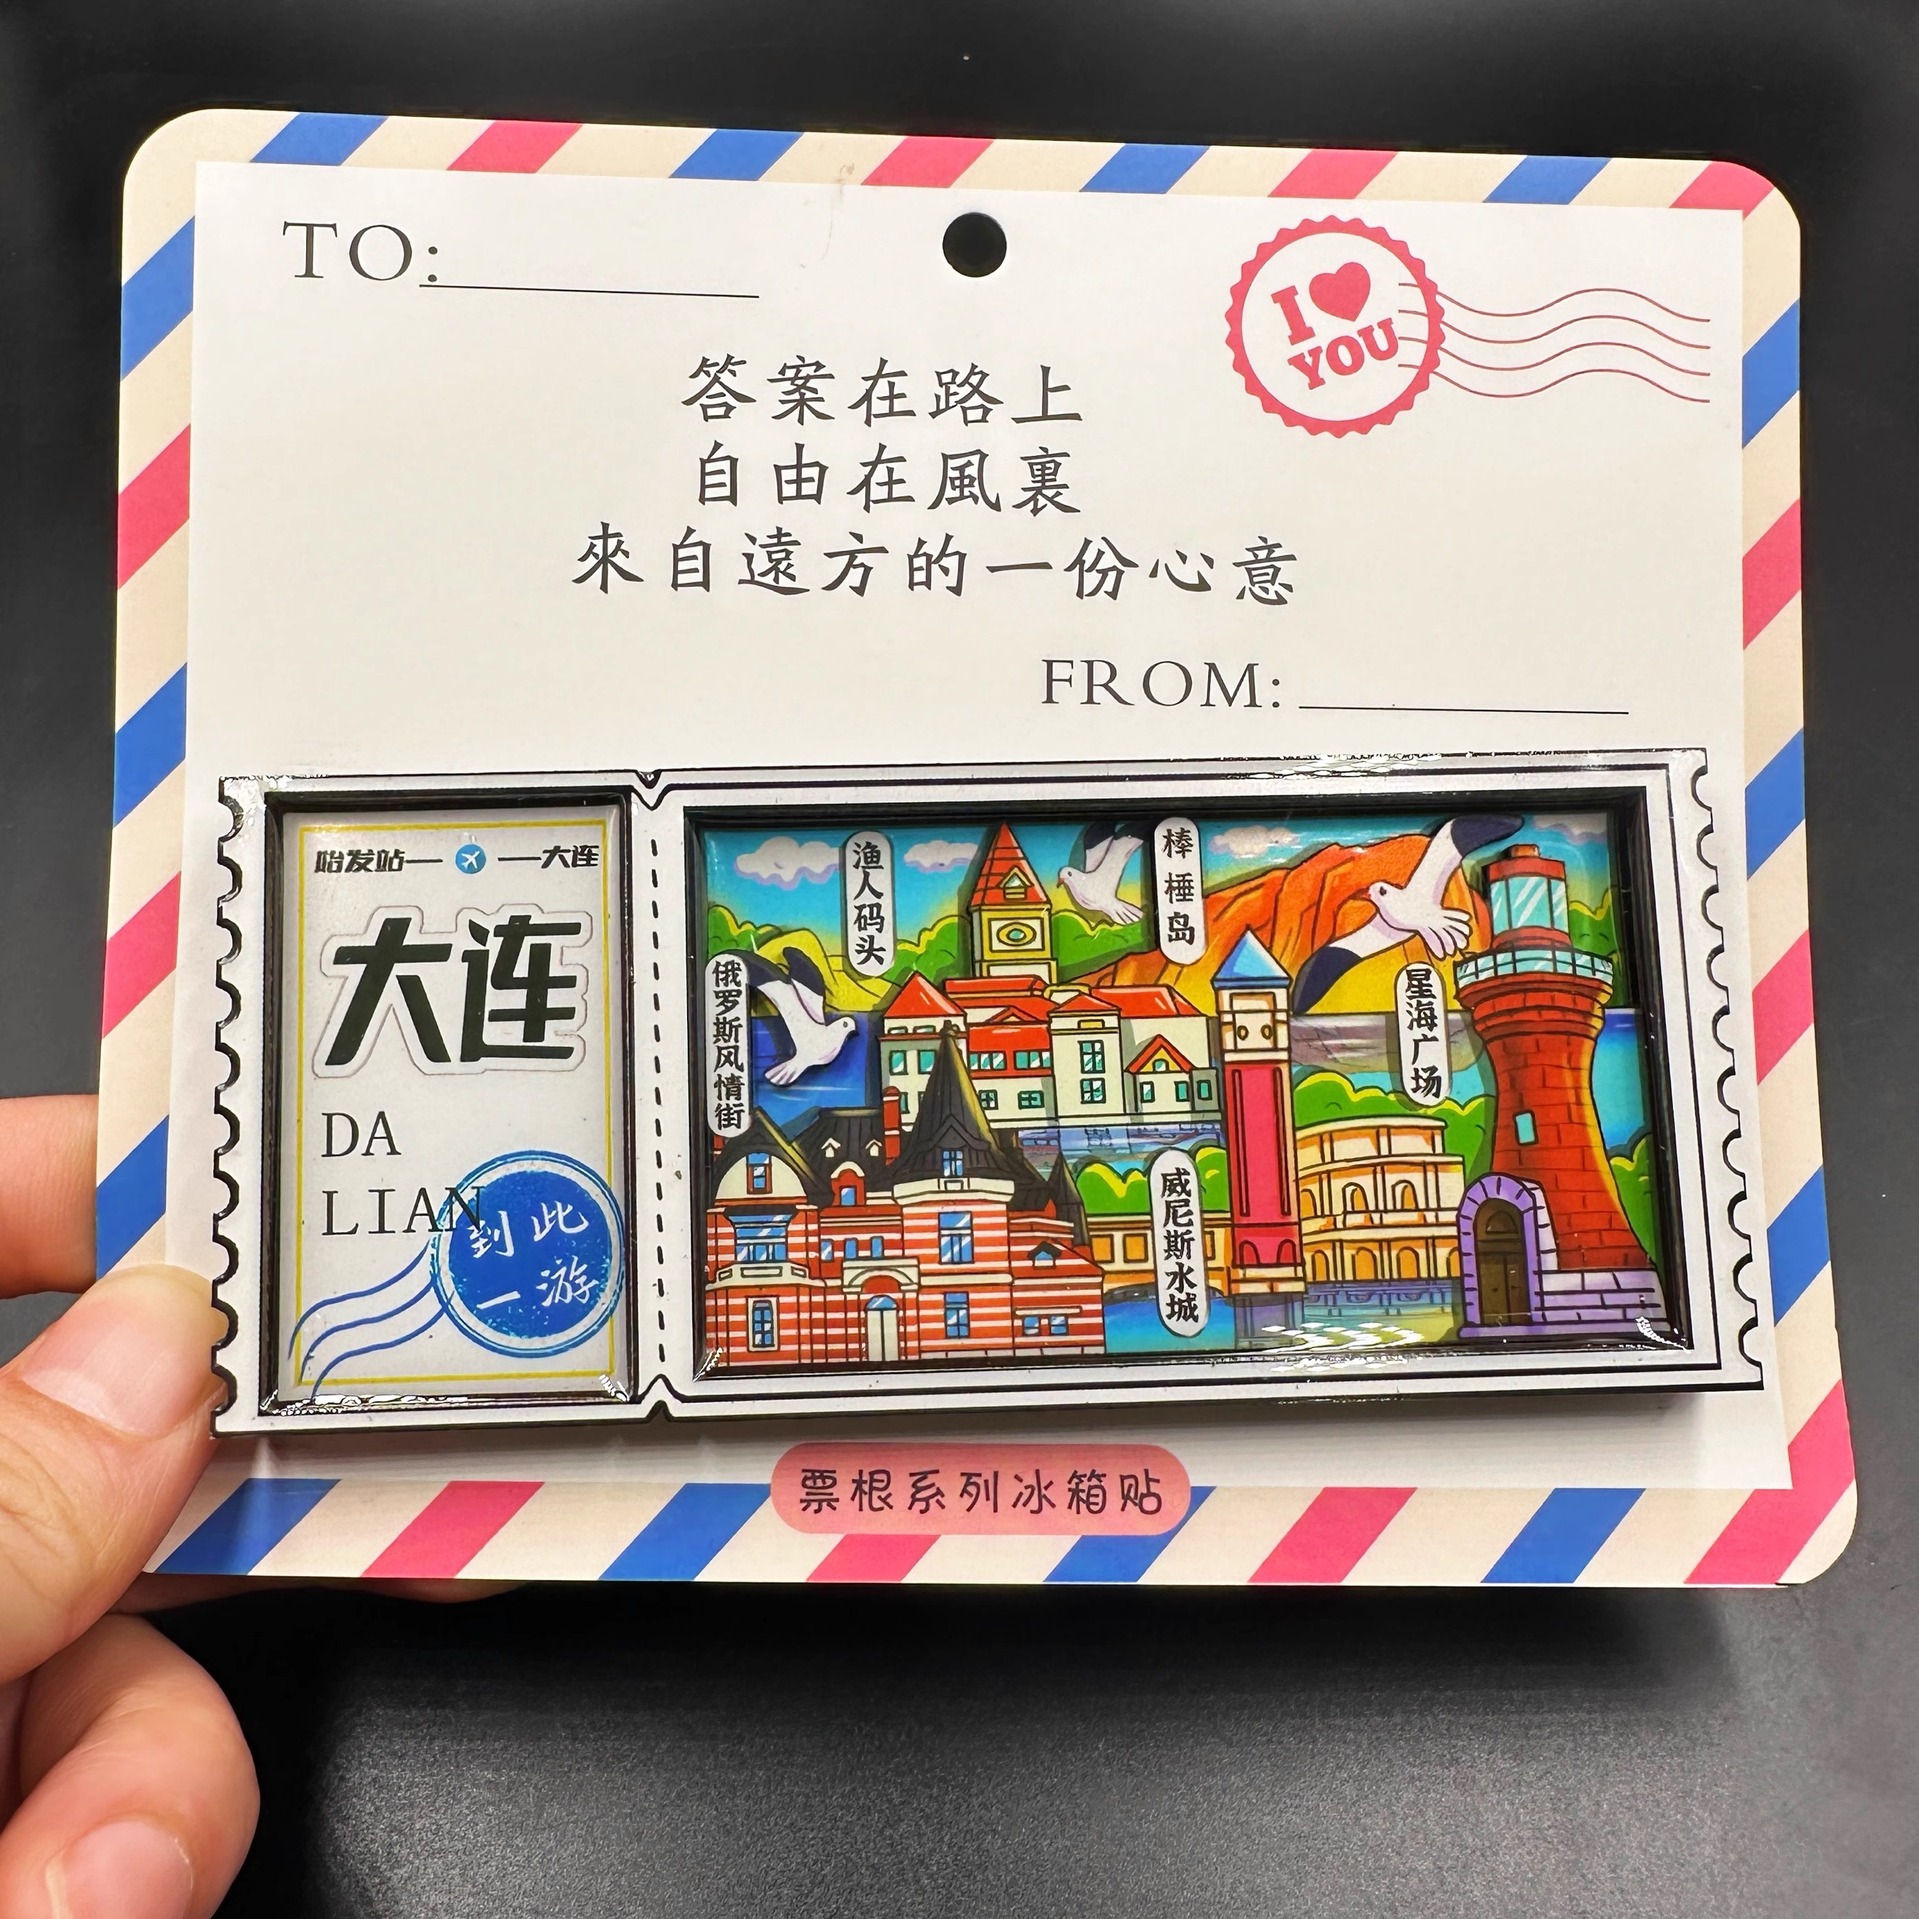 TO:
I ❤ YOU
答案在路上
自由在風裏
來自遠方的一份心意
FROM:
始发站— —大连
大连
DA
LIAN
到此
一游
渔人码头
棒棰岛
俄罗斯风情街
星海广场
威尼斯水城
票根系列冰箱贴